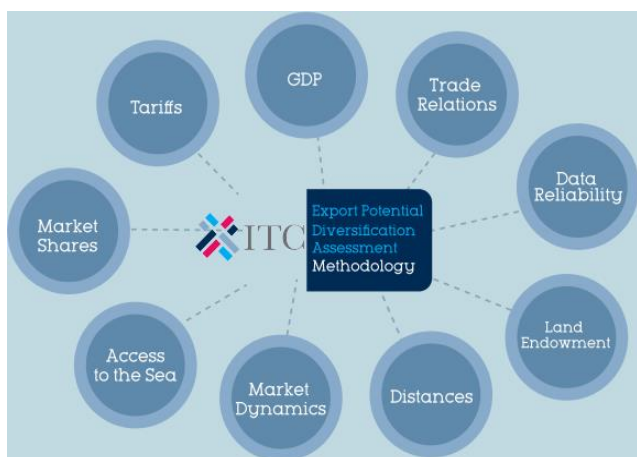 GDP
Trade
Relations
Tariffs
Data
Reliability
Market
Shares
ITC
Export Potential
Diversification
Assessment
Methodology
Land
Endowment
Access
to the Sea
Market
Dynamics
Distances